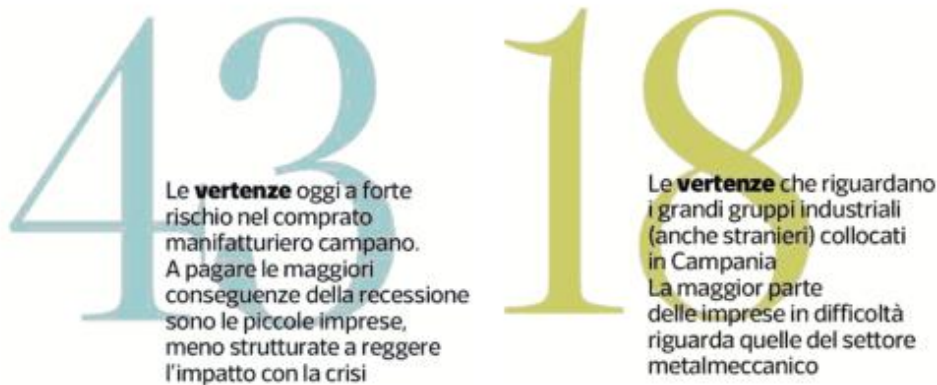 43
Le vertenze oggi a forte
rischio nel comprato
manifatturiero campano.
A pagare le maggiori
conseguenze della recessione
sono le piccole imprese,
meno strutturate a reggere
l'impatto con la crisi
18
Le vertenze che riguardano
i grandi gruppi industriali
(anche stranieri) collocati
in Campania
La maggior parte
delle imprese in difficoltà
riguarda quelle del settore
metalmeccanico